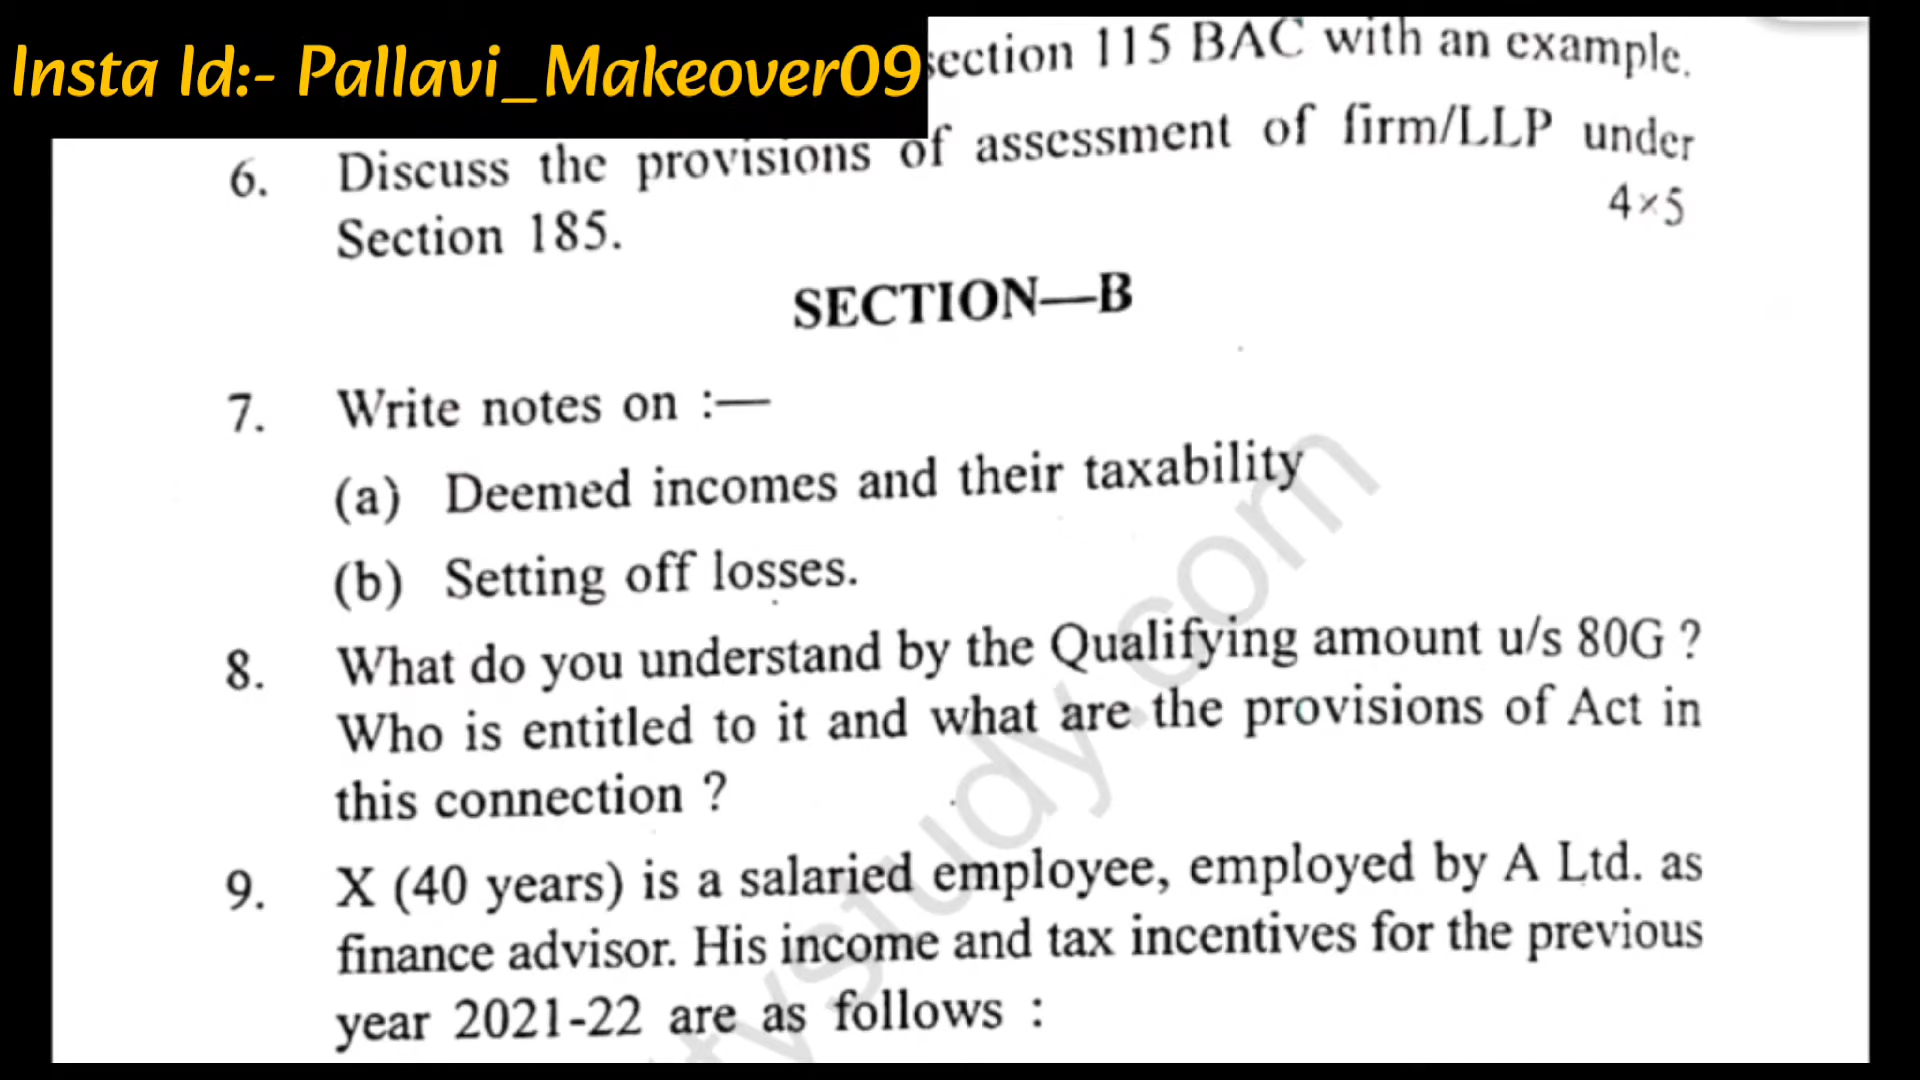 Insta Id:- Pallavi_Makeover09
section 115 BAC with an example.
6. Discuss the provisions of assessment of firm/LLP under
Section 185.
4×5
SECTION—B
7. Write notes on :—
(a) Deemed incomes and their taxability
(b) Setting off losses.
8. What do you understand by the Qualifying amount u/s 80G ?
Who is entitled to it and what are the provisions of Act in
this connection ?
9. X (40 years) is a salaried employee, employed by A Ltd. as
finance advisor. His income and tax incentives for the previous
year 2021-22 are as follows :
ystudy.com